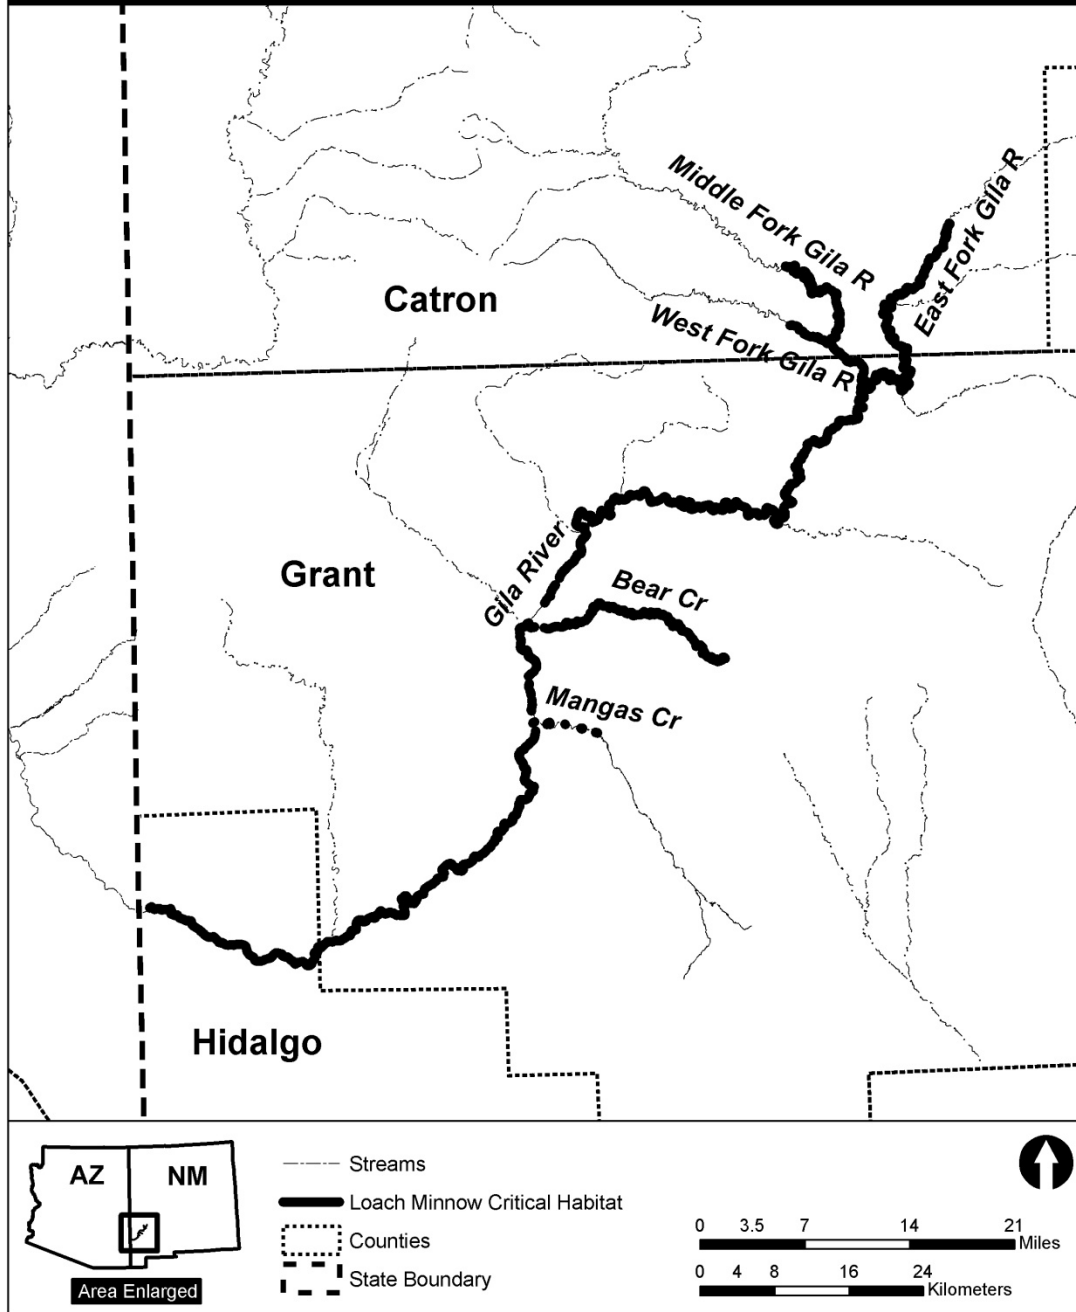 Middle Fork Gila R
East Fork Gila R
Catron
West Fork Gila R
Gila River
Grant
Bear Cr
Mangas Cr
Hidalgo
AZ
NM
Area Enlarged
Streams
Loach Minnow Critical Habitat
Counties
State Boundary
0 3.5 7 14 21
Miles
0 4 8 16 24
Kilometers